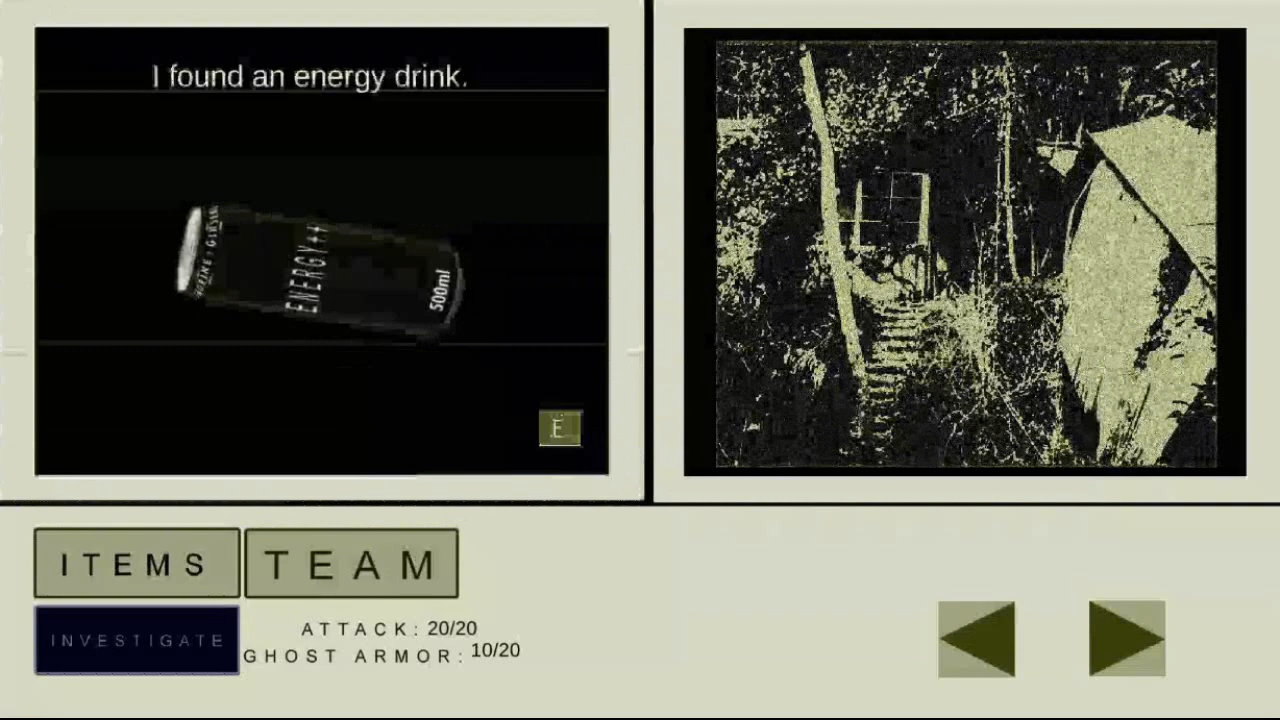 I found an energy drink.
ENERGY++
500ml
E
ITEMS
TEAM
INVESTIGATE
ATTACK: 20/20
GHOST ARMOR: 10/20